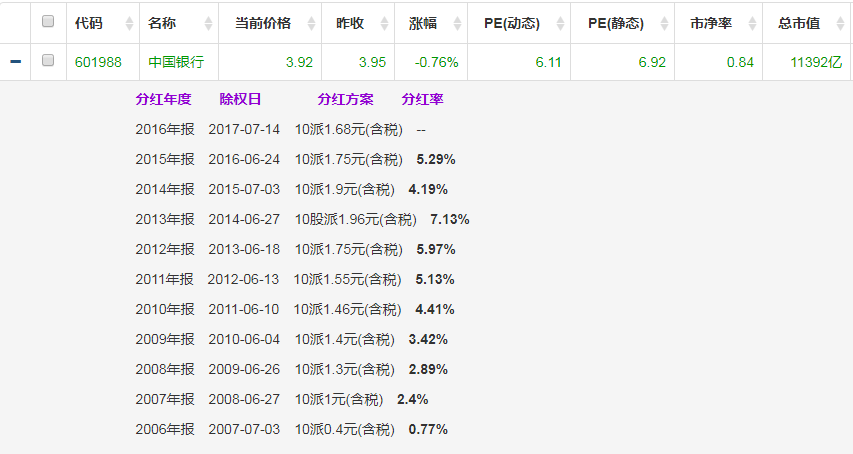 代码 名称 当前价格 昨收 涨幅 PE(动态) PE(静态) 市净率 总市值
601988 中国银行 3.92 3.95 -0.76% 6.11 6.92 0.84 11392亿
分红年度 除权日 分红方案 分红率
2016年报 2017-07-14 10派1.68元(含税) --
2015年报 2016-06-24 10派1.75元(含税) 5.29%
2014年报 2015-07-03 10派1.9元(含税) 4.19%
2013年报 2014-06-27 10股派1.96元(含税) 7.13%
2012年报 2013-06-18 10派1.75元(含税) 5.97%
2011年报 2012-06-13 10派1.55元(含税) 5.13%
2010年报 2011-06-10 10派1.46元(含税) 4.41%
2009年报 2010-06-04 10派1.4元(含税) 3.42%
2008年报 2009-06-26 10派1.3元(含税) 2.89%
2007年报 2008-06-27 10派1元(含税) 2.4%
2006年报 2007-07-03 10派0.4元(含税) 0.77%